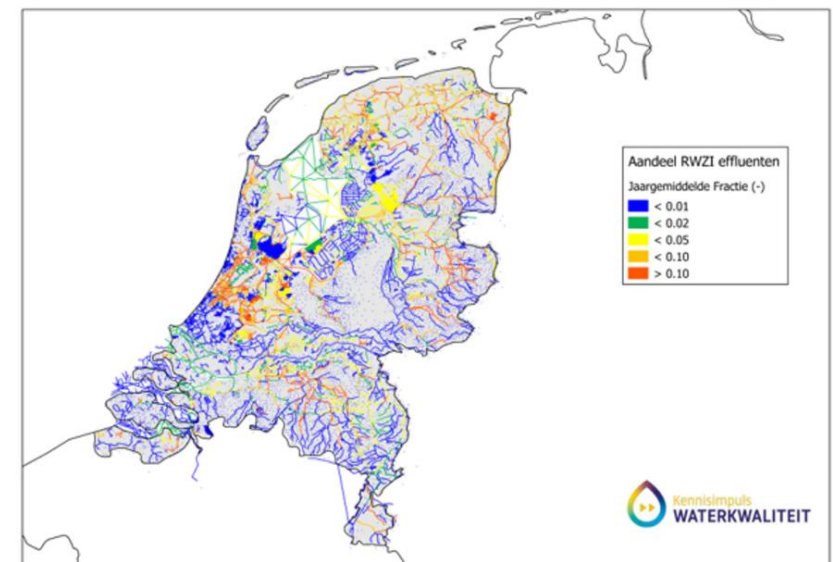 Aandeel RWZI effluenten
Jaargemiddelde Fractie (-)
< 0.01
< 0.02
< 0.05
< 0.10
> 0.10
Kennisimpuls
WATERKWALITEIT